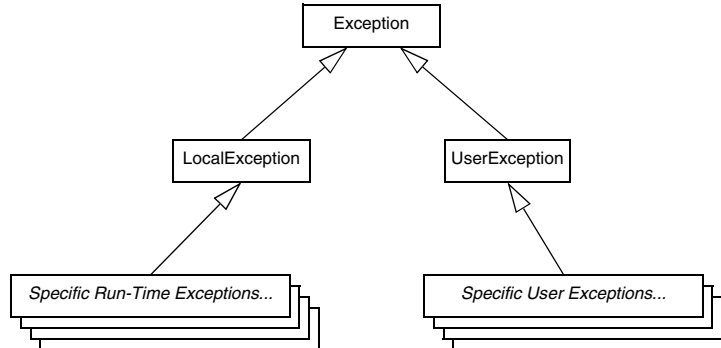 Exception
LocalException
UserException
Specific Run-Time Exceptions...
Specific User Exceptions...